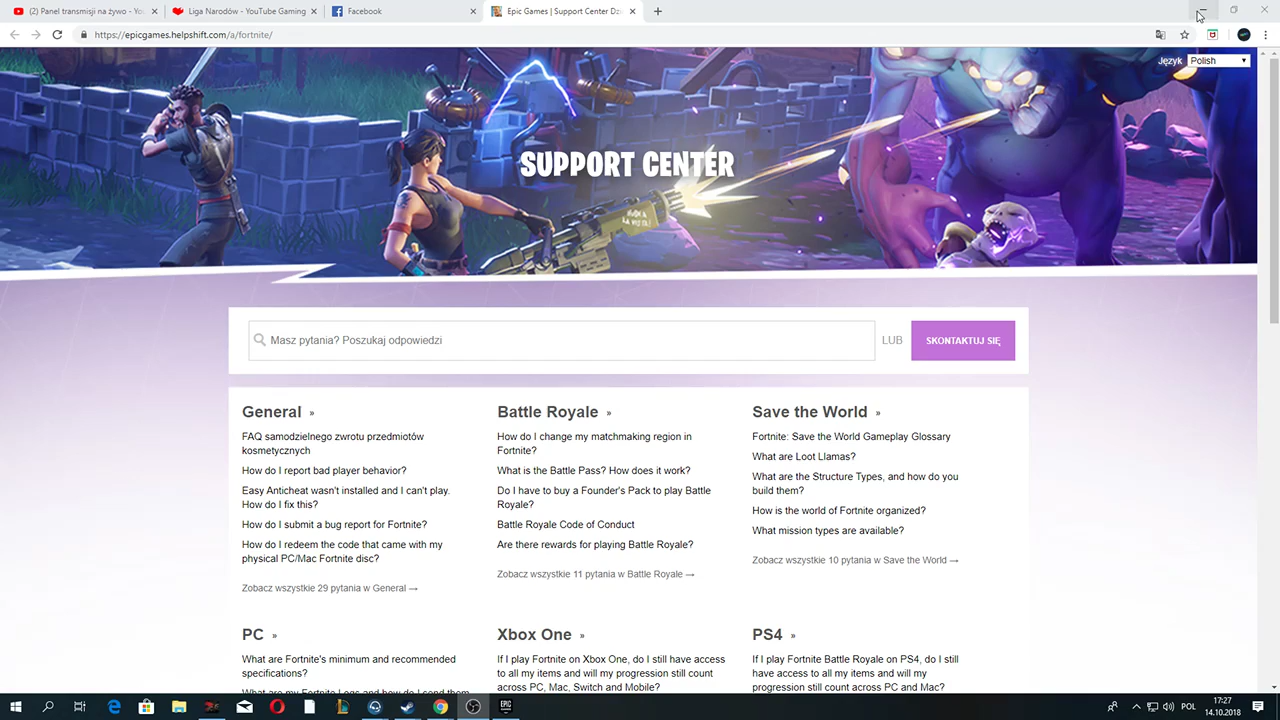 (2) Panel transmisji na żywo - Yo
Liga Narodów - YouTube Gaming
Facebook
Epic Games | Support Center Dzi
https://epicgames.helpshift.com/a/fortnite/
Język Polish
SUPPORT CENTER
Masz pytania? Poszukaj odpowiedzi
LUB
SKONTAKTUJ SIĘ
General »
FAQ samodzielnego zwrotu przedmiotów
kosmetycznych
How do I report bad player behavior?
Easy Anticheat wasn't installed and I can't play.
How do I fix this?
How do I submit a bug report for Fortnite?
How do I redeem the code that came with my
physical PC/Mac Fortnite disc?
Zobacz wszystkie 29 pytania w General →
Battle Royale »
How do I change my matchmaking region in
Fortnite?
What is the Battle Pass? How does it work?
Do I have to buy a Founder's Pack to play Battle
Royale?
Battle Royale Code of Conduct
Are there rewards for playing Battle Royale?
Zobacz wszystkie 11 pytania w Battle Royale →
Save the World »
Fortnite: Save the World Gameplay Glossary
What are Loot Llamas?
What are the Structure Types, and how do you
build them?
How is the world of Fortnite organized?
What mission types are available?
Zobacz wszystkie 10 pytania w Save the World →
PC »
What are Fortnite's minimum and recommended
specifications?
What are my Fortnite Logs and how do I send them
Xbox One »
If I play Fortnite on Xbox One, do I still have access
to all my items and will my progression still count
across PC, Mac, Switch and Mobile?
PS4 »
If I play Fortnite Battle Royale on PS4, do I still
have access to all my items and will my
progression still count across PC and Mac?
EPIC
POL
17:27
14.10.2018